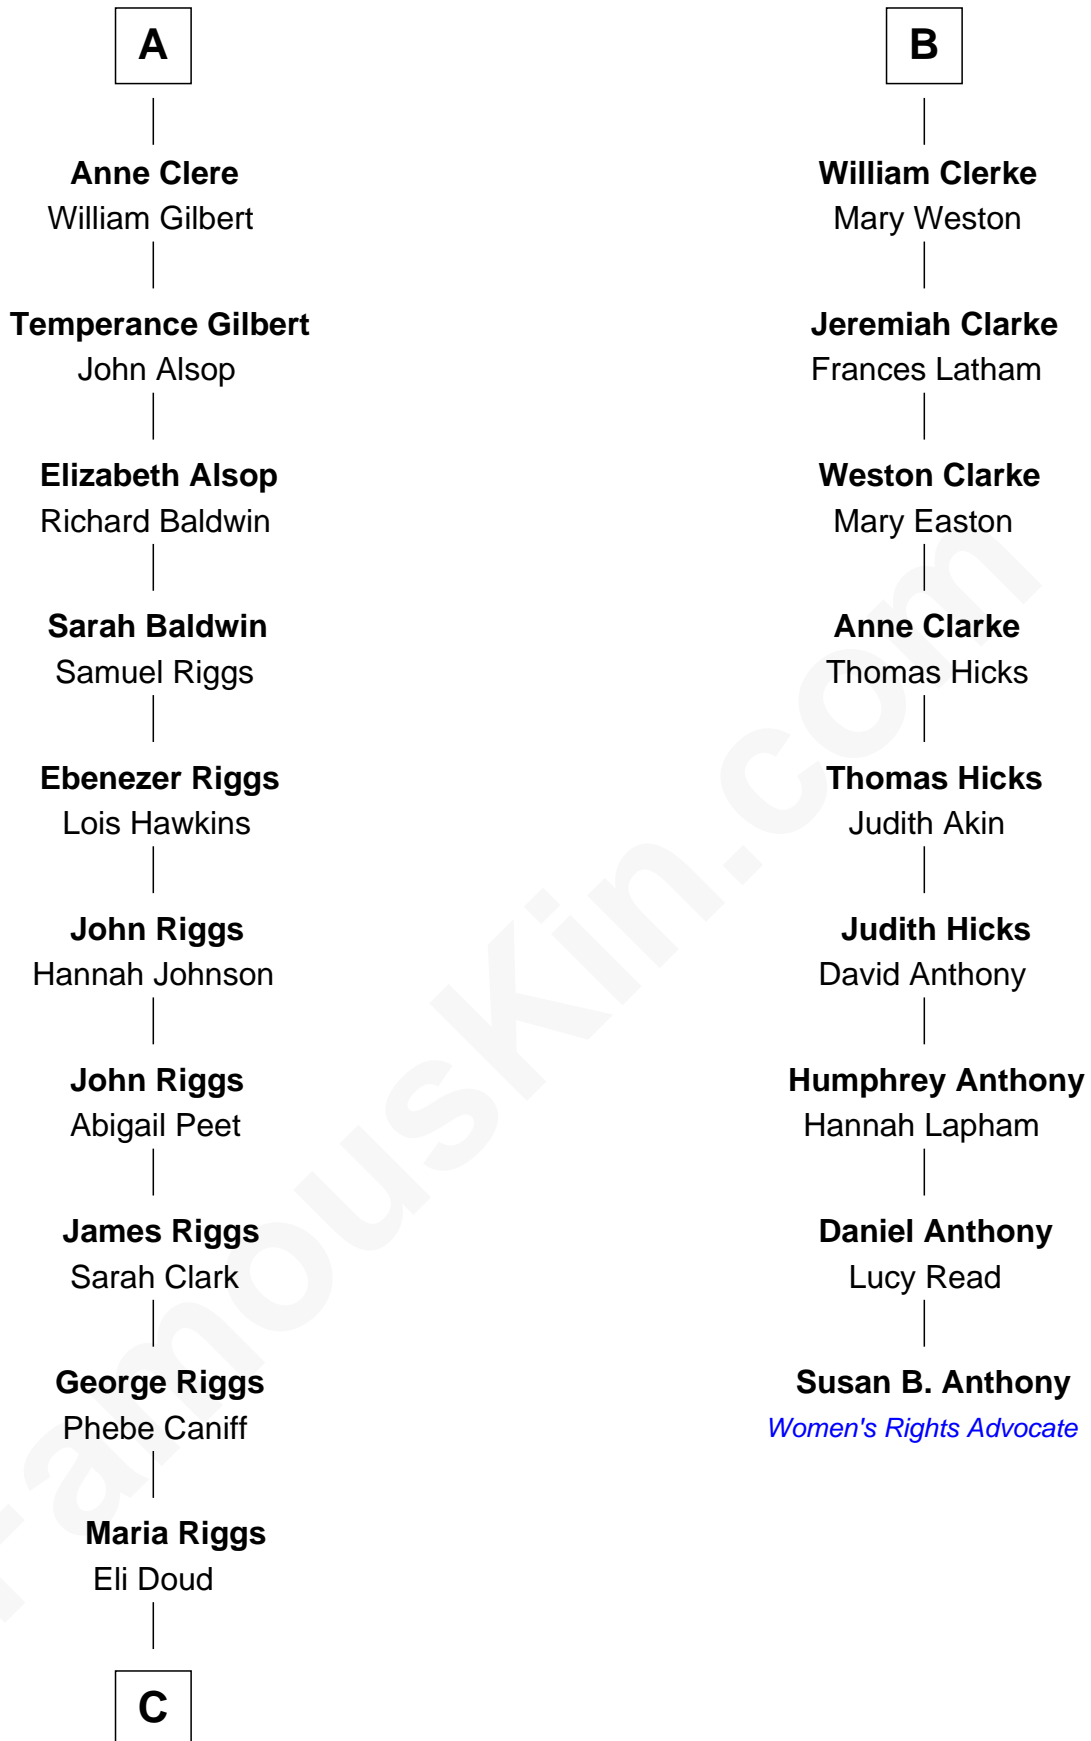 A
Anne Clere
William Gilbert
Temperance Gilbert
John Alsop
Elizabeth Alsop
Richard Baldwin
Sarah Baldwin
Samuel Riggs
Ebenezer Riggs
Lois Hawkins
John Riggs
Hannah Johnson
John Riggs
Abigail Peet
James Riggs
Sarah Clark
George Riggs
Phebe Caniff
Maria Riggs
Eli Doud
C
B
William Clerke
Mary Weston
Jeremiah Clarke
Frances Latham
Weston Clarke
Mary Easton
Anne Clarke
Thomas Hicks
Thomas Hicks
Judith Akin
Judith Hicks
David Anthony
Humphrey Anthony
Hannah Lapham
Daniel Anthony
Lucy Read
Susan B. Anthony
Women's Rights Advocate
FamousKin.com